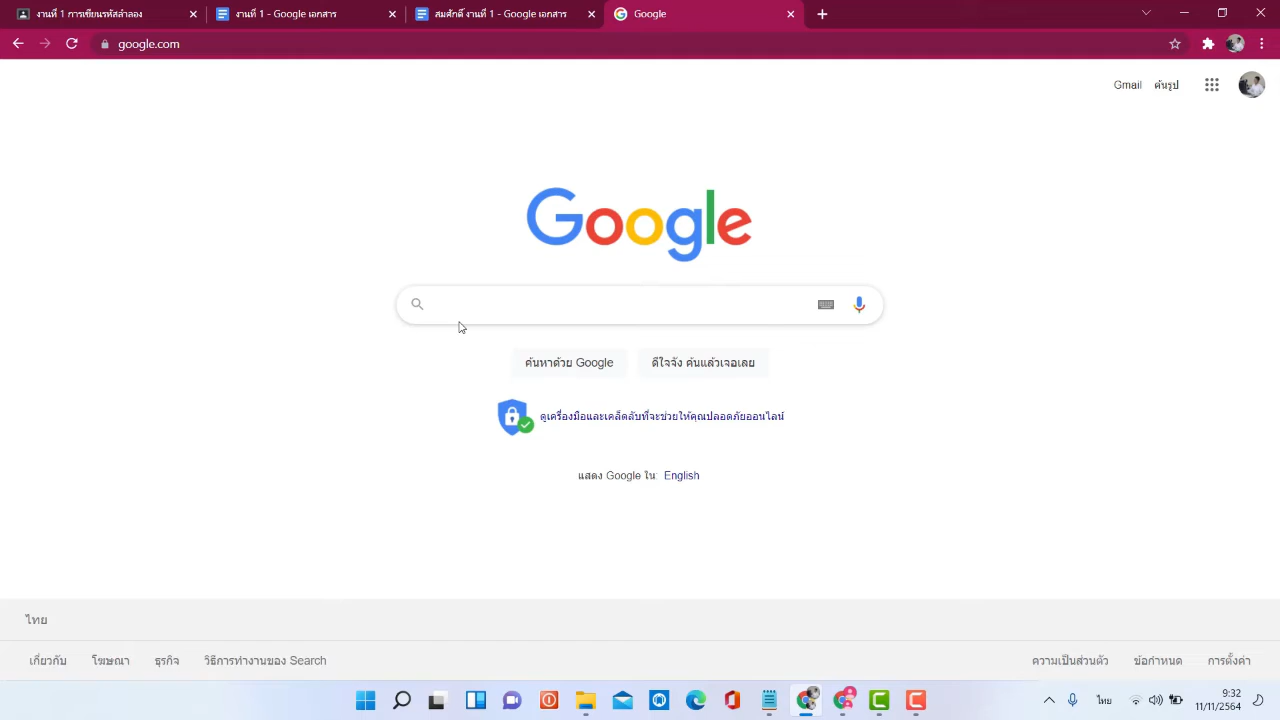 งานที่ 1 การเขียนรหัสลำลอง
งานที่ 1 - Google เอกสาร
สมศักดิ์ งานที่ 1 - Google เอกสาร
Google
google.com
Gmail
ค้นรูป
Google
ค้นหาด้วย Google
ดีใจจัง ค้นแล้วเจอเลย
ดูเครื่องมือและเคล็ดลับที่จะช่วยให้คุณปลอดภัยออนไลน์
แสดง Google ใน: English
ไทย
เกี่ยวกับ
โฆษณา
ธุรกิจ
วิธีการทำงานของ Search
ความเป็นส่วนตัว
ข้อกำหนด
การตั้งค่า
ไทย
9:32
11/11/2564